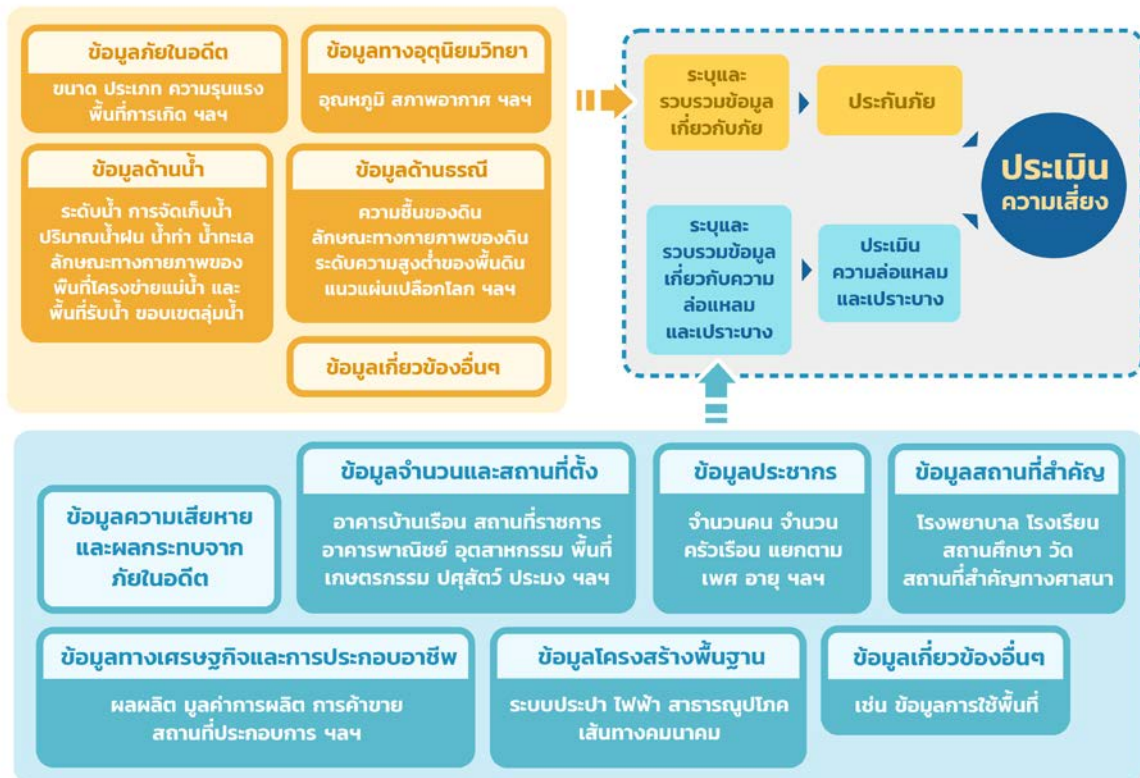 ข้อมูลภัยในอดีต
ขนาด ประเภท ความรุนแรง
พื้นที่การเกิด ฯลฯ
ข้อมูลทางอุตุนิยมวิทยา
อุณหภูมิ สภาพอากาศ ฯลฯ
ข้อมูลด้านน้ำ
ระดับน้ำ การจัดเก็บน้ำ
ปริมาณน้ำฝน น้ำท่า น้ำทะเล
ลักษณะทางกายภาพของ
พื้นที่โครงข่ายแม่น้ำ และ
พื้นที่รับน้ำ ขอบเขตลุ่มน้ำ
ข้อมูลด้านธรณี
ความชื้นของดิน
ลักษณะทางกายภาพของดิน
ระดับความสูงต่ำของพื้นดิน
แนวแผ่นเปลือกโลก ฯลฯ
ข้อมูลเกี่ยวข้องอื่นๆ
ระบุและ
รวบรวมข้อมูล
เกี่ยวกับภัย
ประกันภัย
ระบุและ
รวบรวมข้อมูล
เกี่ยวกับความ
ล่อแหลม
และเปราะบาง
ประเมิน
ความล่อแหลม
และเปราะบาง
ประเมิน
ความเสี่ยง
ข้อมูลความเสียหาย
และผลกระทบจาก
ภัยในอดีต
ข้อมูลจำนวนและสถานที่ตั้ง
อาคารบ้านเรือน สถานที่ราชการ
อาคารพาณิชย์ อุตสาหกรรม พื้นที่
เกษตรกรรม ปศุสัตว์ ประมง ฯลฯ
ข้อมูลประชากร
จำนวนคน จำนวน
ครัวเรือน แยกตาม
เพศ อายุ ฯลฯ
ข้อมูลสถานที่สำคัญ
โรงพยาบาล โรงเรียน
สถานศึกษา วัด
สถานที่สำคัญทางศาสนา
ข้อมูลทางเศรษฐกิจและการประกอบอาชีพ
ผลผลิต มูลค่าการผลิต การค้าขาย
สถานที่ประกอบการ ฯลฯ
ข้อมูลโครงสร้างพื้นฐาน
ระบบประปา ไฟฟ้า สาธารณูปโภค
เส้นทางคมนาคม
ข้อมูลเกี่ยวข้องอื่นๆ
เช่น ข้อมูลการใช้พื้นที่